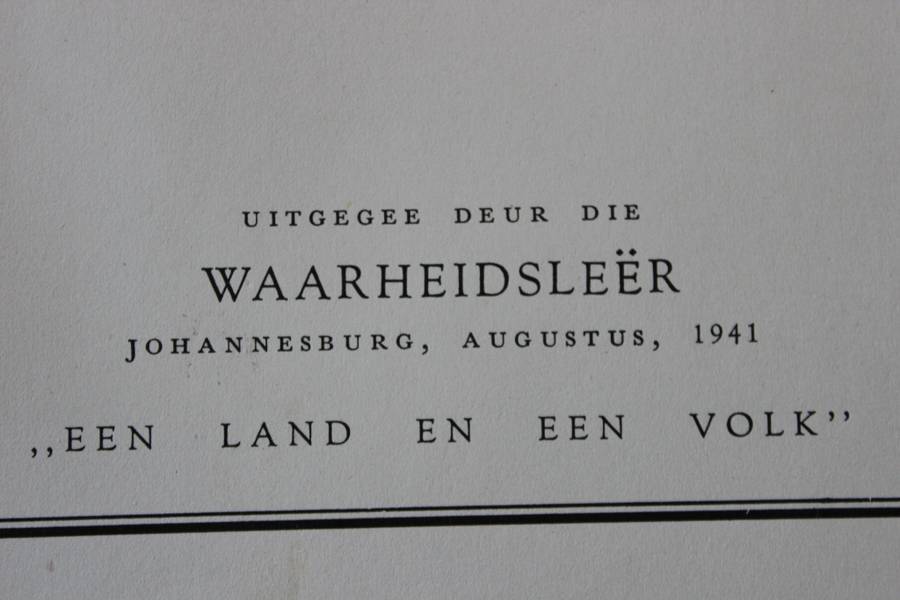 UITGEGEE DEUR DIE
WAARHEIDSLEËR
JOHANNESBURG, AUGUSTUS, 1941
,,EEN LAND EN EEN VOLK’’